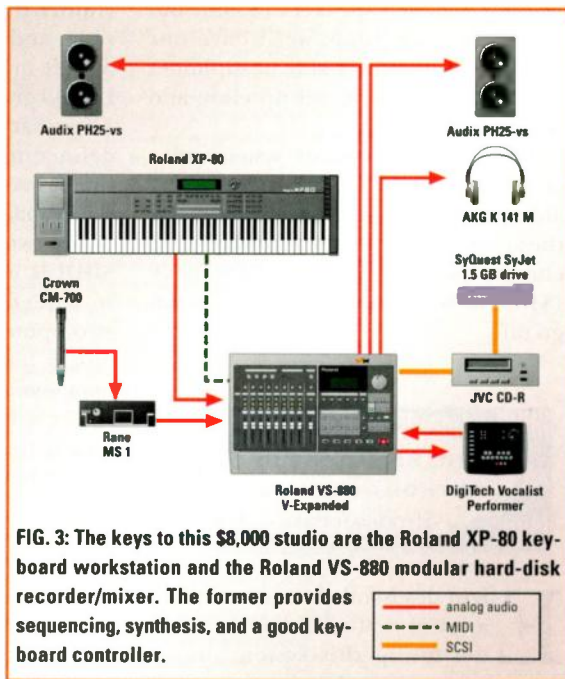 Audix PH25-vs
Audix PH25-vs
Roland XP-80
AKG K 141 M
SyQuest SyJet
1.5 GB drive
Crown
CM-700
JVC CD-R
Rane
MS 1
Roland VS-880
V-Expanded
DigiTech Vocalist
Performer
FIG. 3: The keys to this $8,000 studio are the Roland XP-80 key-
board workstation and the Roland VS-880 modular hard-disk
recorder/mixer. The former provides
sequencing, synthesis, and a good key-
board controller.
analog audio
MIDI
SCSI